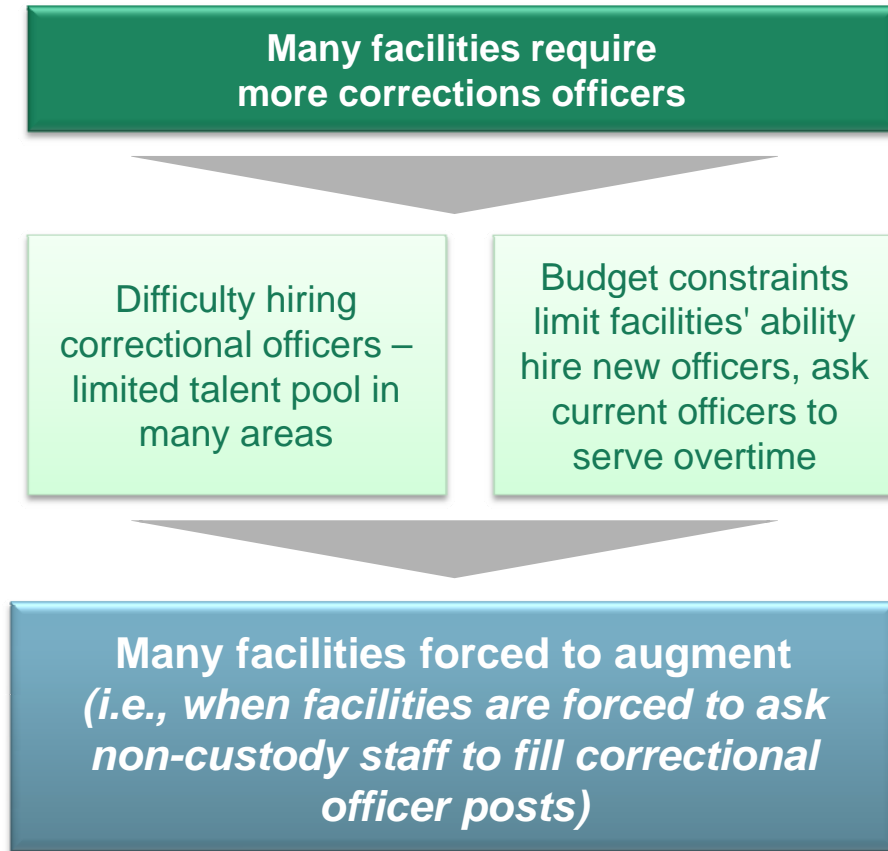 Many facilities require
more corrections officers
Difficulty hiring
correctional officers –
limited talent pool in
many areas
Budget constraints
limit facilities' ability
hire new officers, ask
current officers to
serve overtime
Many facilities forced to augment
(i.e., when facilities are forced to ask
non-custody staff to fill correctional
officer posts)